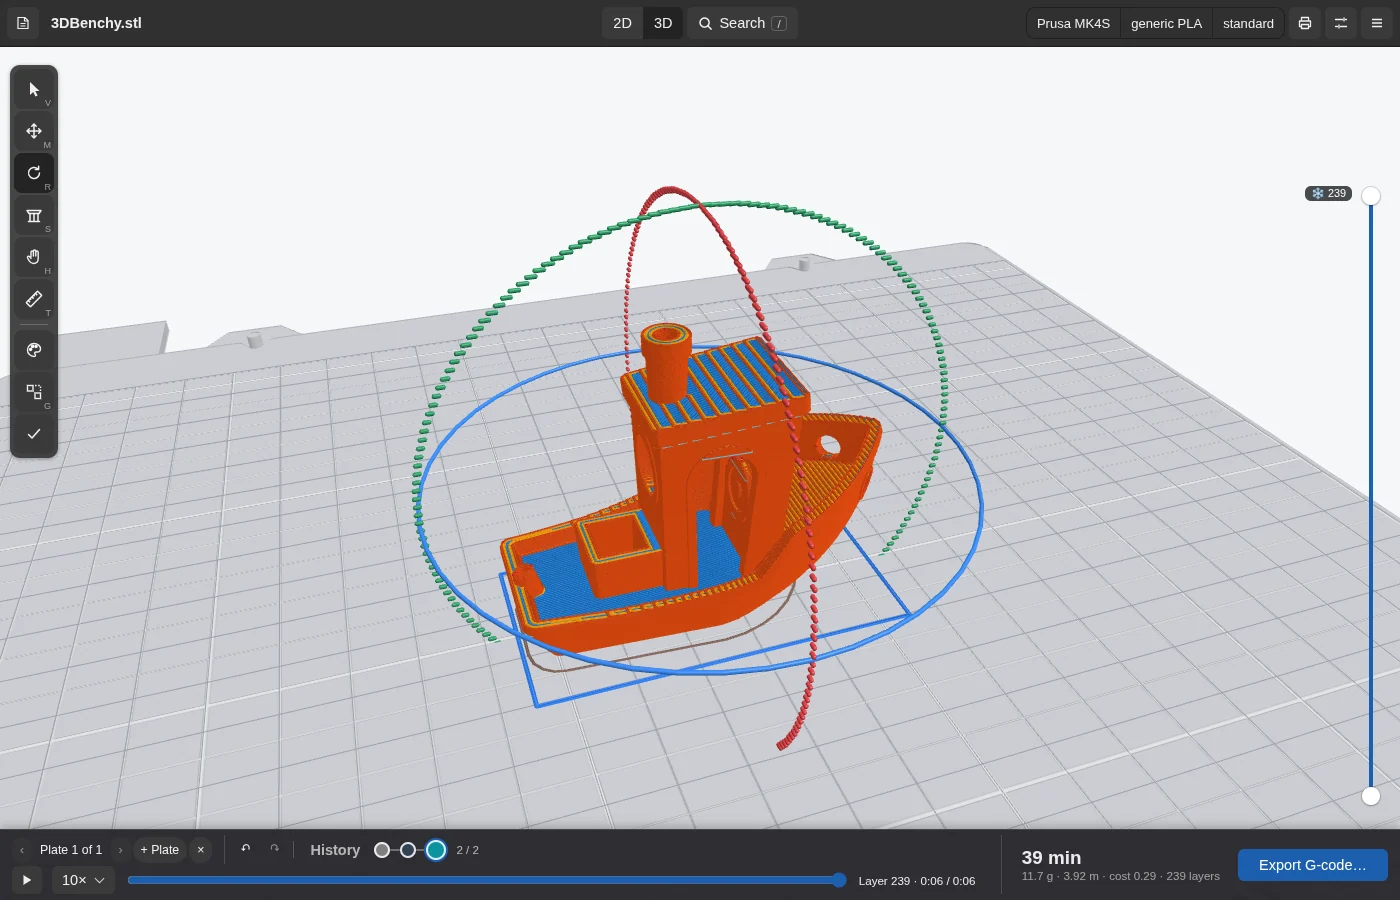 3DBenchy.stl
2D
3D
Search /
Prusa MK4S
generic PLA
standard
V
M
R
S
H
T
G
239
‹ Plate 1 of 1 ›
+ Plate
×
History
2 / 2
39 min
11.7 g · 3.92 m · cost 0.29 · 239 layers
Export G-code…
10×
Layer 239 · 0:06 / 0:06